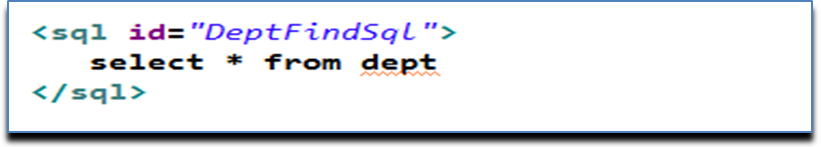 <sql id="DeptFindSql">
select * from dept
</sql>